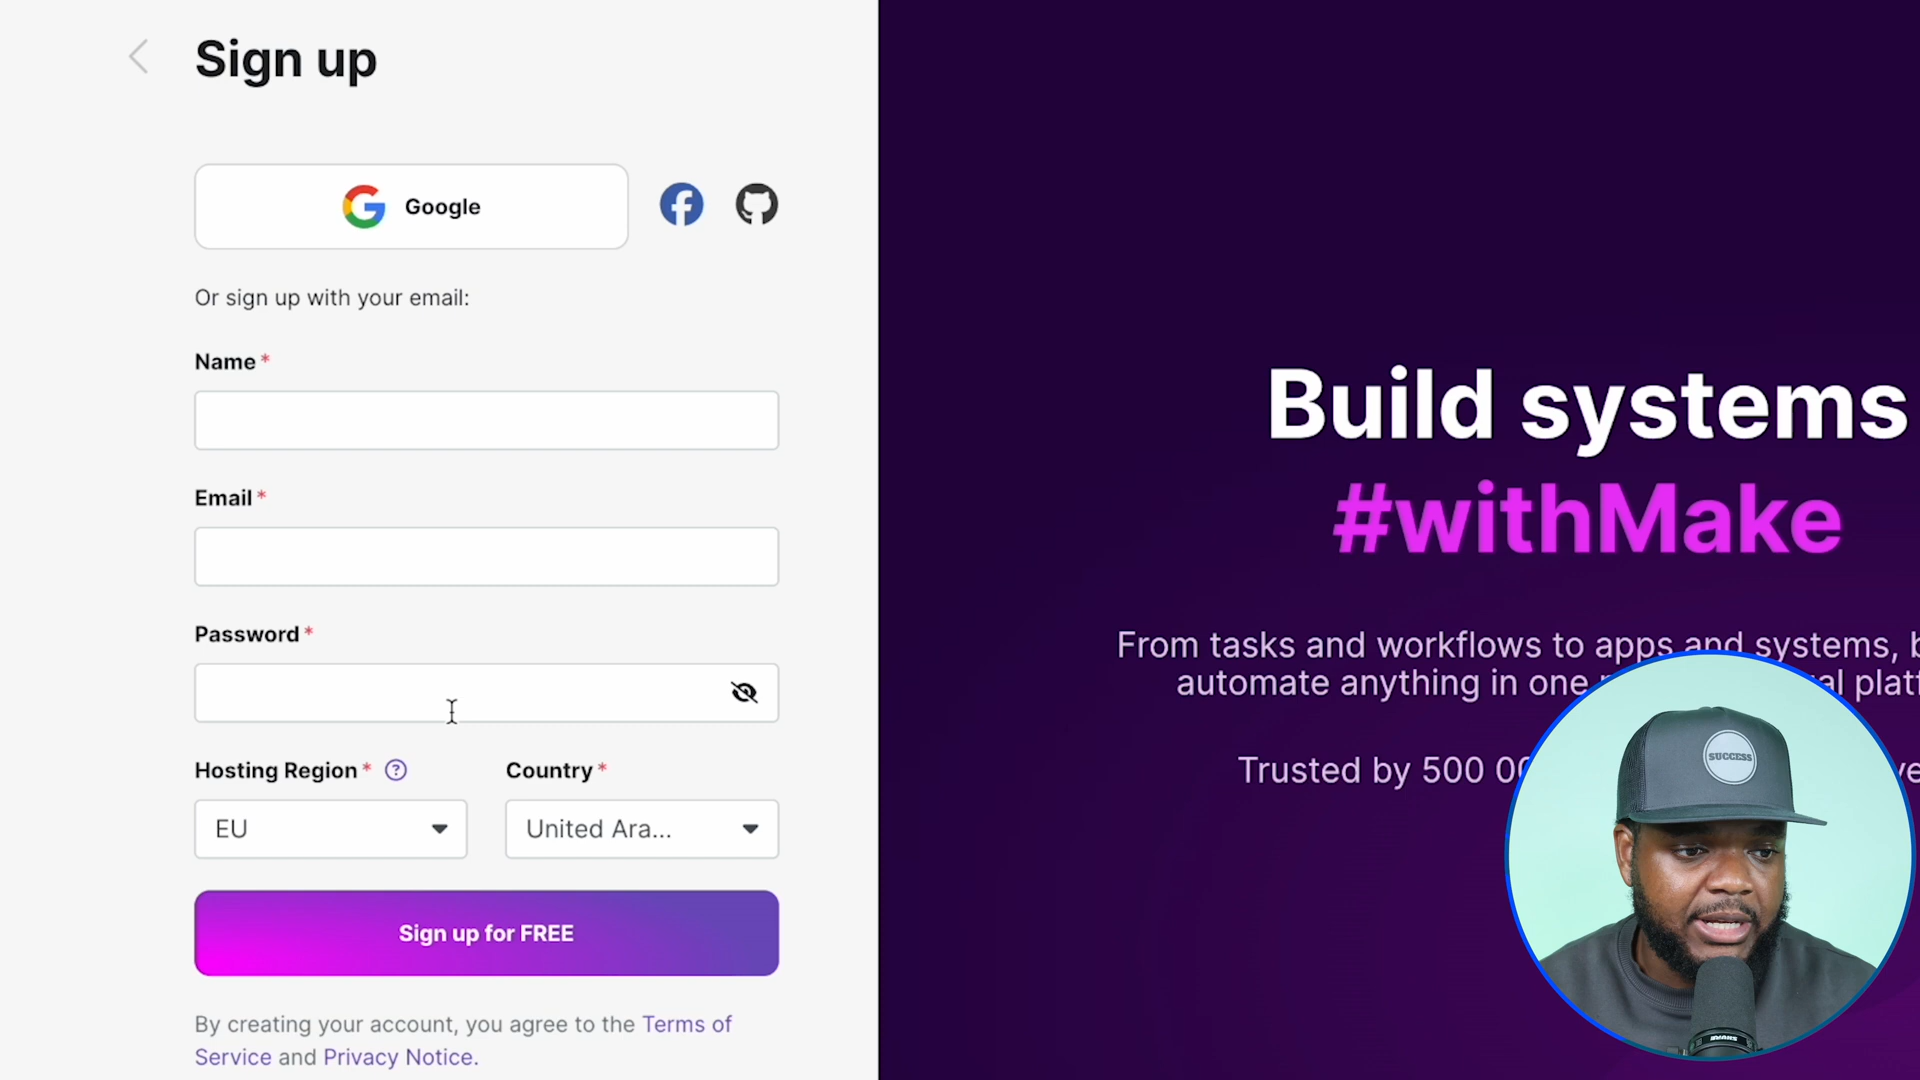 Sign up
Google
Or sign up with your email:
Name *
Email *
Password *
Hosting Region * ?
Country *
EU
United Ara...
Sign up for FREE
By creating your account, you agree to the Terms of
Service and Privacy Notice.
Build systems
#withMake
From tasks and workflows to apps and systems,
automate anything in one
Trusted by 500
SUCCESS